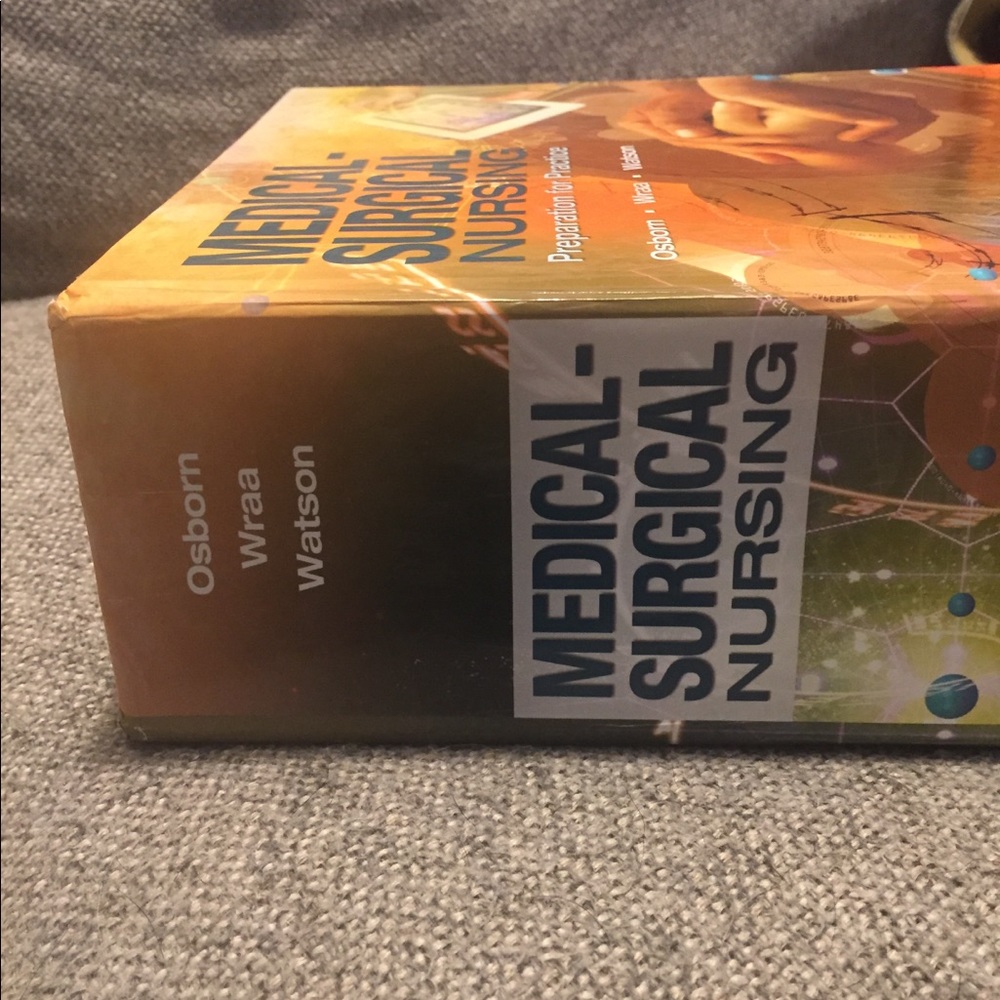 MEDICAL-
SURGICAL
NURSING
Preparation for Practice
Osborn • Wraa • Watson
Osborn
Wraa
Watson
MEDICAL-
SURGICAL
NURSING